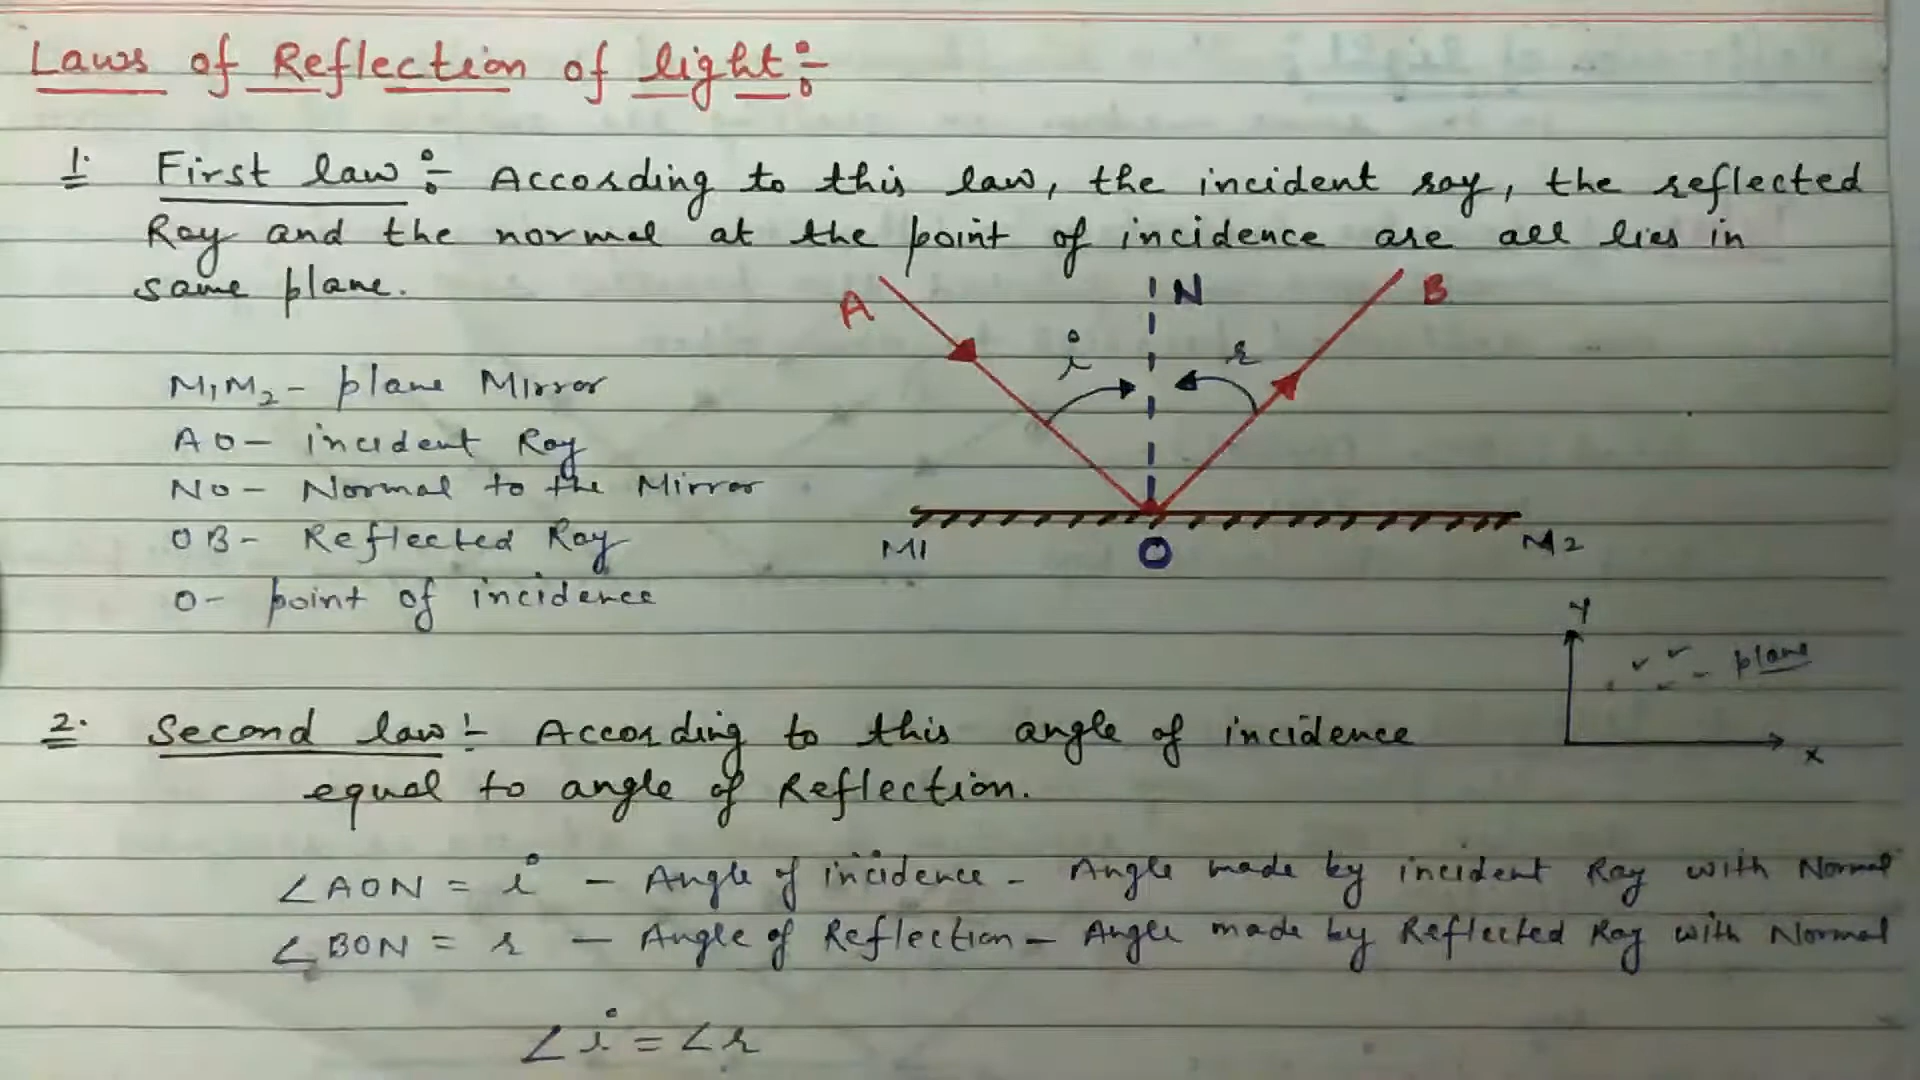 Laws of Reflection of light:-
1. First law:- According to this law, the incident ray, the reflected
Ray and the normal at the point of incidence are all lies in
same plane.
A N B
i r
M1M2 - plane Mirror
AO - incident Ray
NO - Normal to the Mirror
OB - Reflected Ray
O - point of incidence
M1 O M2
Y
plane
X
2. Second law:- According to this angle of incidence
equal to angle of Reflection.
∠AON = i - Angle of incidence - Angle made by incident Ray with Normal
∠BON = r - Angle of Reflection - Angle made by Reflected Ray with Normal
∠i = ∠r